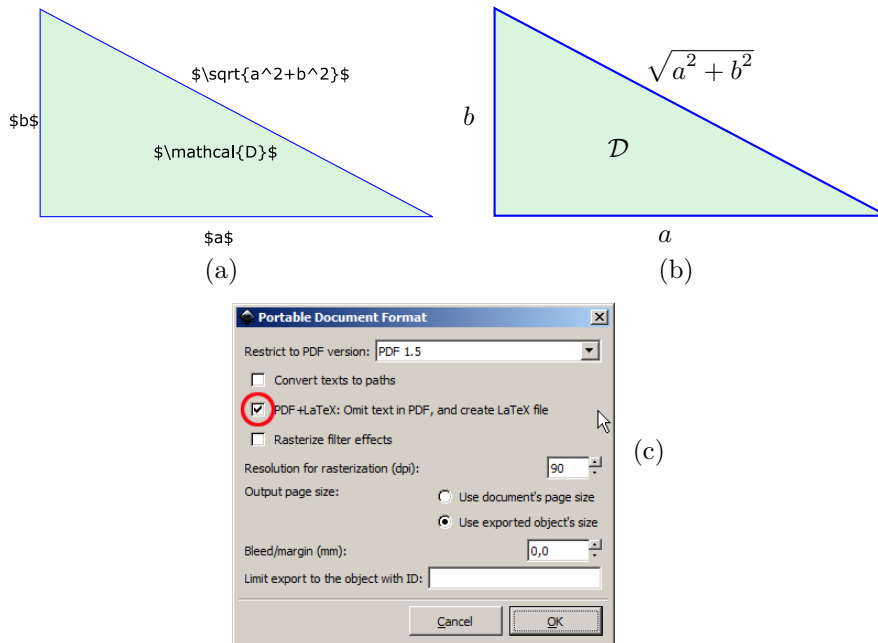 $\sqrt{a^2+b^2}$
$b$
$\mathcal{D}$
$a$
(a)
√a² + b²
b
𝒟
a
(b)
Portable Document Format
Restrict to PDF version: PDF 1.5
Convert texts to paths
PDF+LaTeX: Omit text in PDF, and create LaTeX file
Rasterize filter effects
Resolution for rasterization (dpi): 90
Output page size: Use document's page size
Use exported object's size
Bleed/margin (mm): 0,0
Limit export to the object with ID:
Cancel OK
(c)